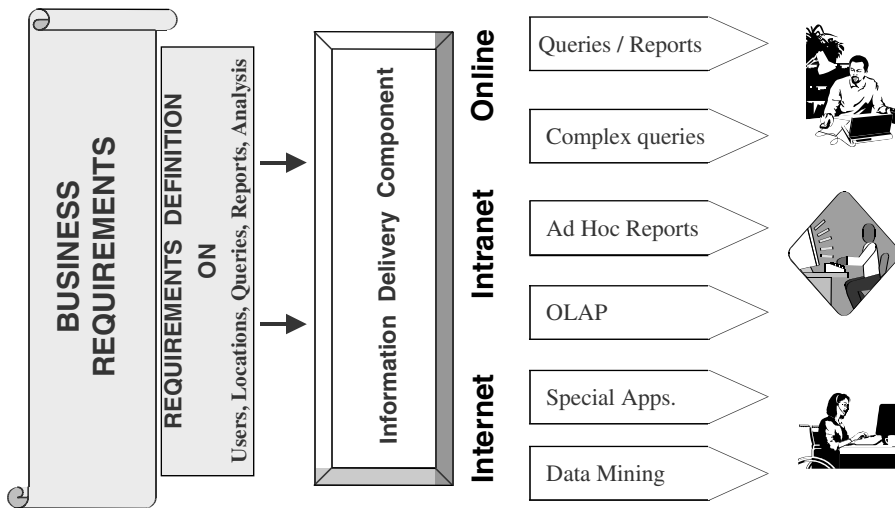 BUSINESS
REQUIREMENTS
REQUIREMENTS DEFINITION
ON
Users, Locations, Queries, Reports, Analysis
Information Delivery Component
Online
Intranet
Internet
Queries / Reports
Complex queries
Ad Hoc Reports
OLAP
Special Apps.
Data Mining